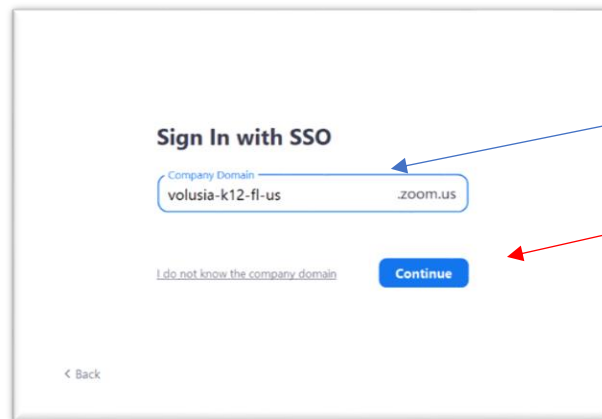 Sign In with SSO
Company Domain
volusia-k12-fl-us .zoom.us
I do not know the company domain Continue
< Back